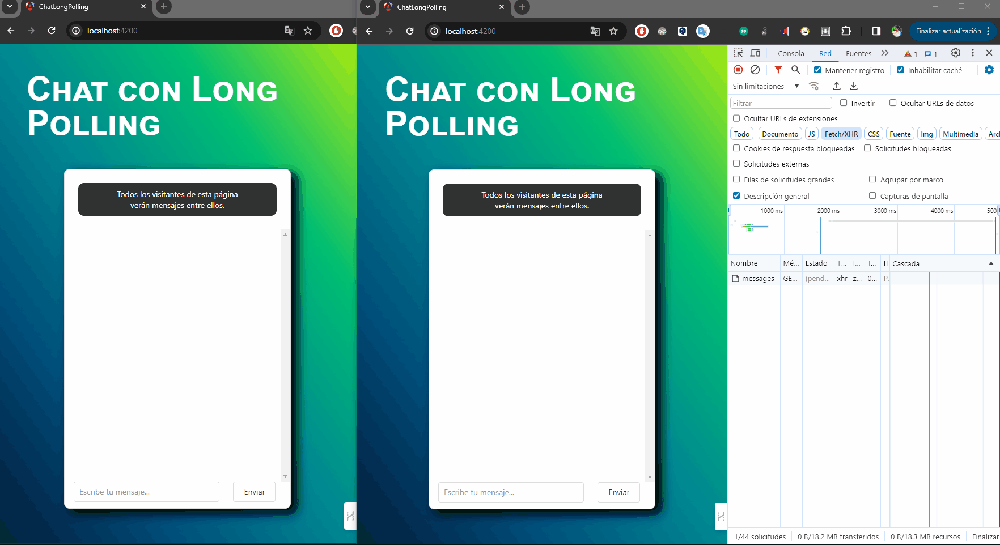 ChatLongPolling
localhost:4200
Chat con Long
Polling
Todos los visitantes de esta página
verán mensajes entre ellos.
Escribe tu mensaje...
Enviar
ChatLongPolling
localhost:4200
Finalizar actualización
Chat con Long
Polling
Todos los visitantes de esta página
verán mensajes entre ellos.
Escribe tu mensaje...
Enviar
Consola Red Fuentes 1 1
Mantener registro Inhabilitar caché
Sin limitaciones
Filtrar Invertir Ocultar URLs de datos
Ocultar URLs de extensiones
Todo Documento JS Fetch/XHR CSS Fuente Img Multimedia Arc
Cookies de respuesta bloqueadas Solicitudes bloqueadas
Solicitudes externas
Filas de solicitudes grandes Agrupar por marco
Descripción general Capturas de pantalla
1000 ms 2000 ms 3000 ms 4000 ms 500
Nombre Mé... Estado T... I... T... H Cascada
messages GE... (pend... xhr z... 0... P.
1/44 solicitudes 0 B/18.2 MB transferidos 0 B/18.3 MB recursos Finalizar